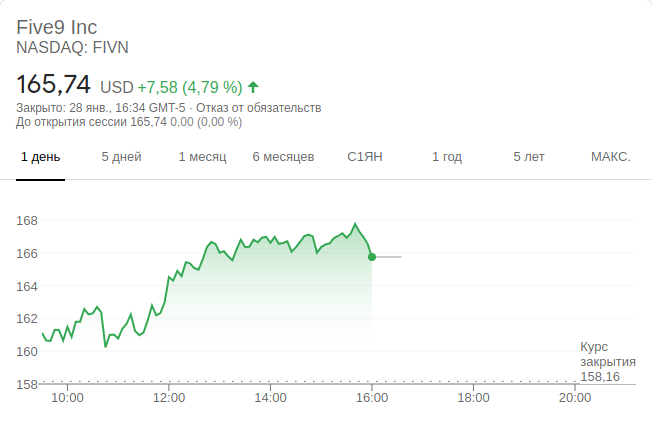 Five9 Inc
NASDAQ: FIVN
165,74 USD +7,58 (4,79 %)
Закрыто: 28 янв., 16:34 GMT-5 · Отказ от обязательств
До открытия сессии 165,74 0,00 (0,00 %)
1 день 5 дней 1 месяц 6 месяцев С1ЯН 1 год 5 лет МАКС.
168
166
164
162
160
158
Курс
закрытия
158,16
10:00 12:00 14:00 16:00 18:00 20:00